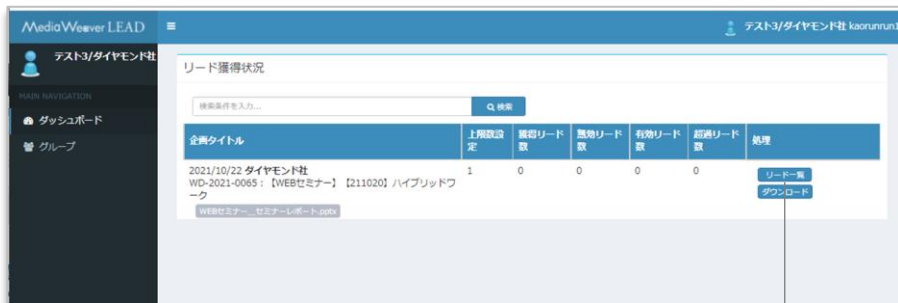 MediaWeaver LEAD
テスト3/ダイヤモンド社 kaorunrun1
テスト3/ダイヤモンド社
MAIN NAVIGATION
ダッシュボード
グループ
リード獲得状況
検索条件を入力...
検索
企画タイトル
上限数設定
獲得リード数
無効リード数
有効リード数
超過リード数
処理
2021/10/22 ダイヤモンド社
WD-2021-0065：【WEBセミナー】【211020】ハイブリッドワ
ーク
WEBセミナー__セミナーレポート.pptx
1
0
0
0
0
リード一覧
ダウンロード